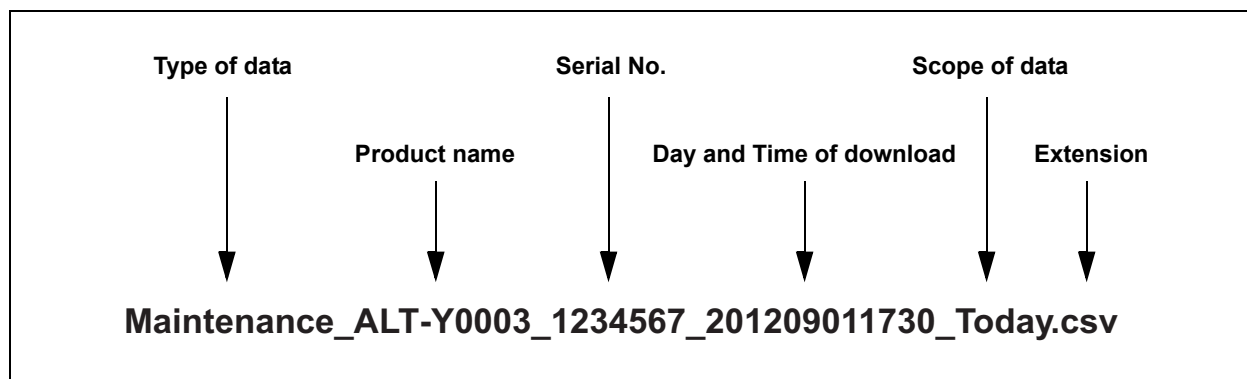 Type of data Serial No. Scope of data
Product name Day and Time of download Extension
Maintenance_ALT-Y0003_1234567_201209011730_Today.csv